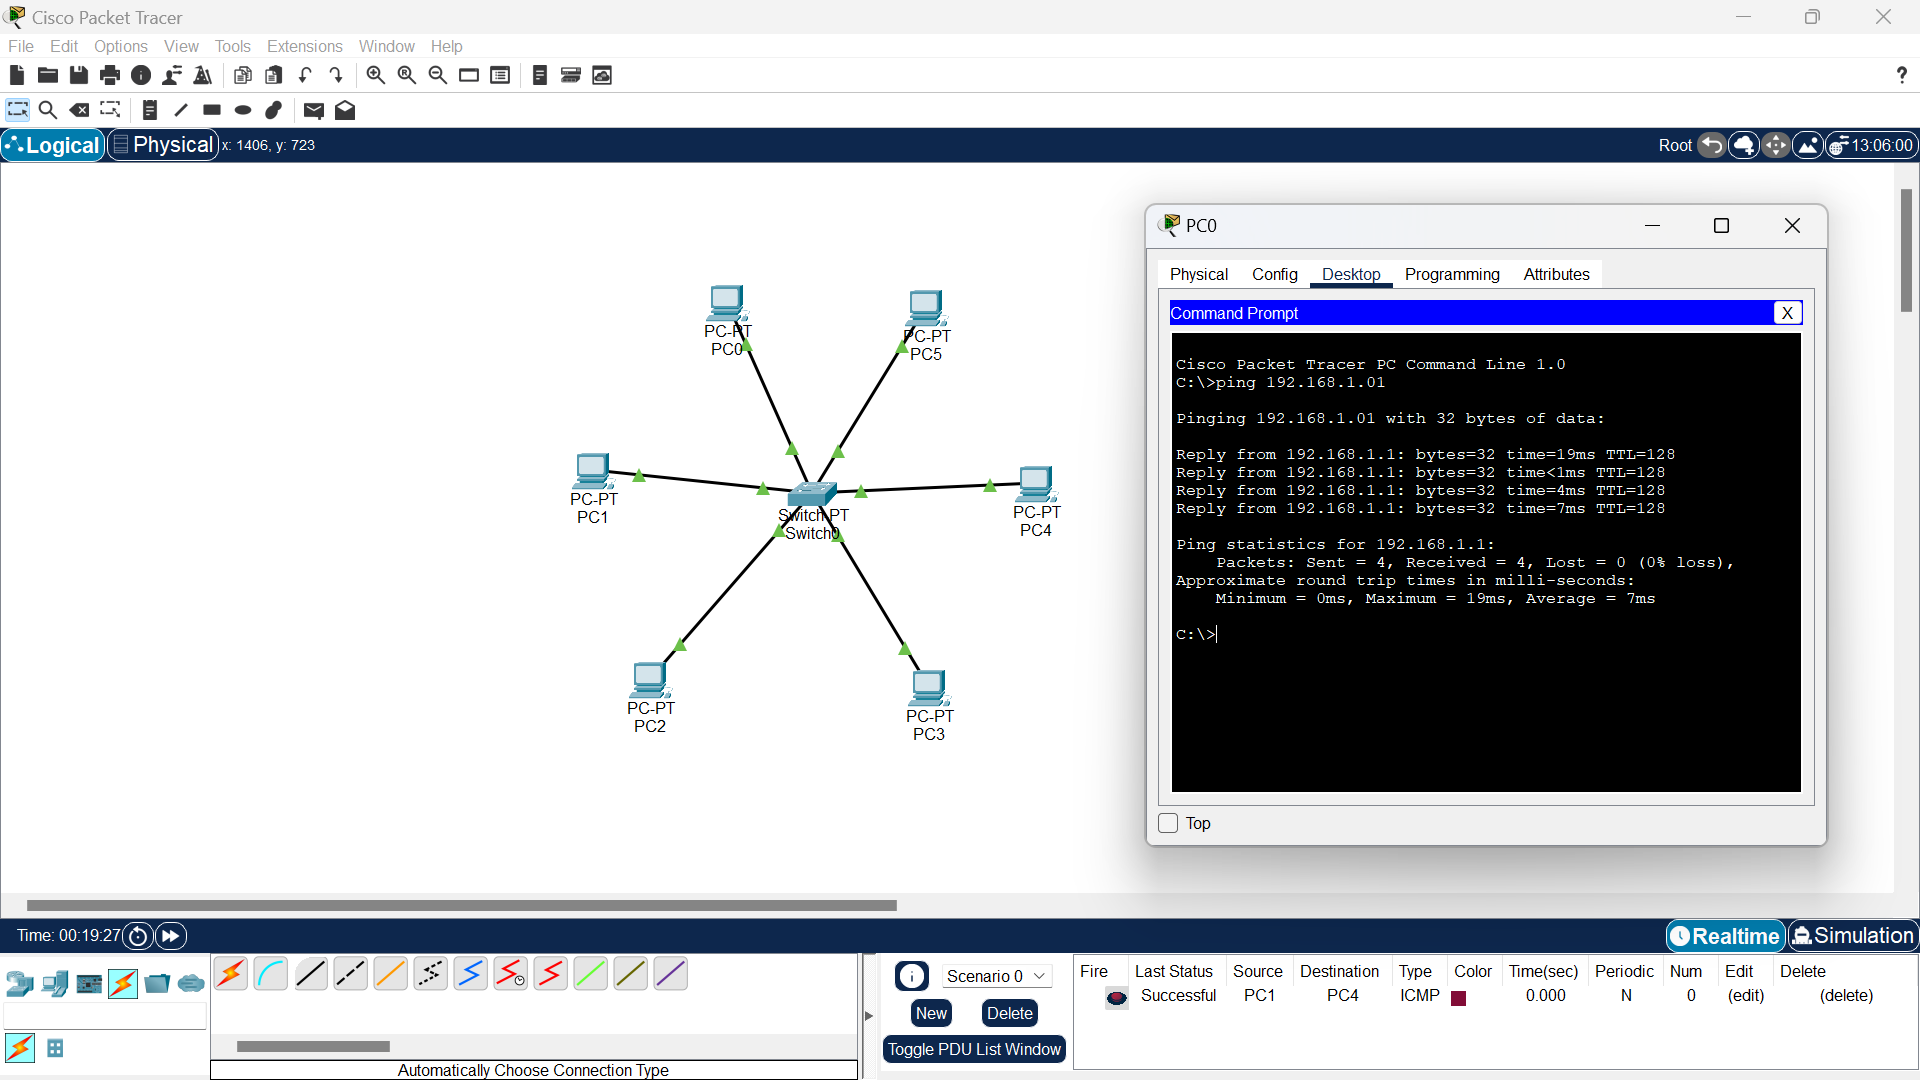 Cisco Packet Tracer
File Edit Options View Tools Extensions Window Help
Logical Physical x: 1406, y: 723 Root 13:06:00
PC-PT
PC0
PC-PT
PC5
PC-PT
PC1
Switch-PT
Switch0
PC-PT
PC4
PC-PT
PC2
PC-PT
PC3
PC0
Physical Config Desktop Programming Attributes
Command Prompt X
Cisco Packet Tracer PC Command Line 1.0
C:\>ping 192.168.1.01
Pinging 192.168.1.01 with 32 bytes of data:
Reply from 192.168.1.1: bytes=32 time=19ms TTL=128
Reply from 192.168.1.1: bytes=32 time<1ms TTL=128
Reply from 192.168.1.1: bytes=32 time=4ms TTL=128
Reply from 192.168.1.1: bytes=32 time=7ms TTL=128
Ping statistics for 192.168.1.1:
Packets: Sent = 4, Received = 4, Lost = 0 (0% loss),
Approximate round trip times in milli-seconds:
Minimum = 0ms, Maximum = 19ms, Average = 7ms
C:\>
Top
Time: 00:19:27 Realtime Simulation
Scenario 0
New Delete
Toggle PDU List Window
Fire Last Status Source Destination Type Color Time(sec) Periodic Num Edit Delete
Successful PC1 PC4 ICMP 0.000 N 0 (edit) (delete)
Automatically Choose Connection Type